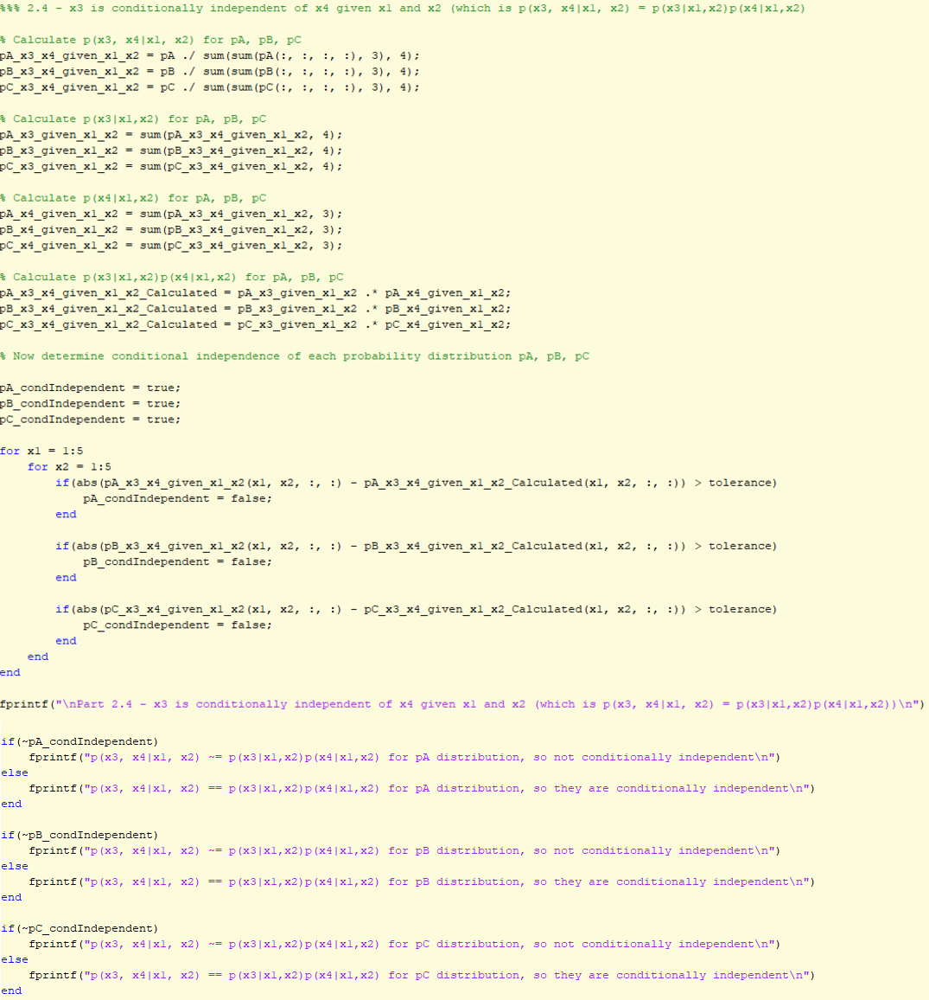 %%% 2.4 - x3 is conditionally independent of x4 given x1 and x2 (which is p(x3, x4|x1, x2) = p(x3|x1,x2)p(x4|x1,x2)
% Calculate p(x3, x4|x1, x2) for pA, pB, pC
pA_x3_x4_given_x1_x2 = pA ./ sum(sum(pA(:, :, :, :), 3), 4);
pB_x3_x4_given_x1_x2 = pB ./ sum(sum(pB(:, :, :, :), 3), 4);
pC_x3_x4_given_x1_x2 = pC ./ sum(sum(pC(:, :, :, :), 3), 4);
% Calculate p(x3|x1,x2) for pA, pB, pC
pA_x3_given_x1_x2 = sum(pA_x3_x4_given_x1_x2, 4);
pB_x3_given_x1_x2 = sum(pB_x3_x4_given_x1_x2, 4);
pC_x3_given_x1_x2 = sum(pC_x3_x4_given_x1_x2, 4);
% Calculate p(x4|x1,x2) for pA, pB, pC
pA_x4_given_x1_x2 = sum(pA_x3_x4_given_x1_x2, 3);
pB_x4_given_x1_x2 = sum(pB_x3_x4_given_x1_x2, 3);
pC_x4_given_x1_x2 = sum(pC_x3_x4_given_x1_x2, 3);
% Calculate p(x3|x1,x2)p(x4|x1,x2) for pA, pB, pC
pA_x3_x4_given_x1_x2_Calculated = pA_x3_given_x1_x2 .* pA_x4_given_x1_x2;
pB_x3_x4_given_x1_x2_Calculated = pB_x3_given_x1_x2 .* pB_x4_given_x1_x2;
pC_x3_x4_given_x1_x2_Calculated = pC_x3_given_x1_x2 .* pC_x4_given_x1_x2;
% Now determine conditional independence of each probability distribution pA, pB, pC
pA_condIndependent = true;
pB_condIndependent = true;
pC_condIndependent = true;
for x1 = 1:5
for x2 = 1:5
if(abs(pA_x3_x4_given_x1_x2(x1, x2, :, :) - pA_x3_x4_given_x1_x2_Calculated(x1, x2, :, :)) > tolerance)
pA_condIndependent = false;
end
if(abs(pB_x3_x4_given_x1_x2(x1, x2, :, :) - pB_x3_x4_given_x1_x2_Calculated(x1, x2, :, :)) > tolerance)
pB_condIndependent = false;
end
if(abs(pC_x3_x4_given_x1_x2(x1, x2, :, :) - pC_x3_x4_given_x1_x2_Calculated(x1, x2, :, :)) > tolerance)
pC_condIndependent = false;
end
end
end
fprintf("\nPart 2.4 - x3 is conditionally independent of x4 given x1 and x2 (which is p(x3, x4|x1, x2) = p(x3|x1,x2)p(x4|x1,x2))\n")
if(~pA_condIndependent)
fprintf("p(x3, x4|x1, x2) ~= p(x3|x1,x2)p(x4|x1,x2) for pA distribution, so not conditionally independent\n")
else
fprintf("p(x3, x4|x1, x2) == p(x3|x1,x2)p(x4|x1,x2) for pA distribution, so they are conditionally independent\n")
end
if(~pB_condIndependent)
fprintf("p(x3, x4|x1, x2) ~= p(x3|x1,x2)p(x4|x1,x2) for pB distribution, so not conditionally independent\n")
else
fprintf("p(x3, x4|x1, x2) == p(x3|x1,x2)p(x4|x1,x2) for pB distribution, so they are conditionally independent\n")
end
if(~pC_condIndependent)
fprintf("p(x3, x4|x1, x2) ~= p(x3|x1,x2)p(x4|x1,x2) for pC distribution, so not conditionally independent\n")
else
fprintf("p(x3, x4|x1, x2) == p(x3|x1,x2)p(x4|x1,x2) for pC distribution, so they are conditionally independent\n")
end